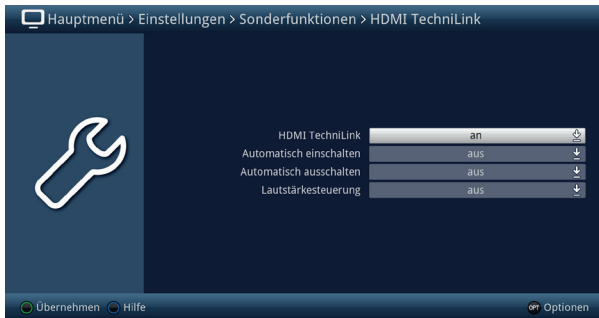 Hauptmenü > Einstellungen > Sonderfunktionen > HDMI TechniLink
HDMI TechniLink an
Automatisch einschalten aus
Automatisch ausschalten aus
Lautstärkesteuerung aus
Übernehmen Hilfe OPT Optionen